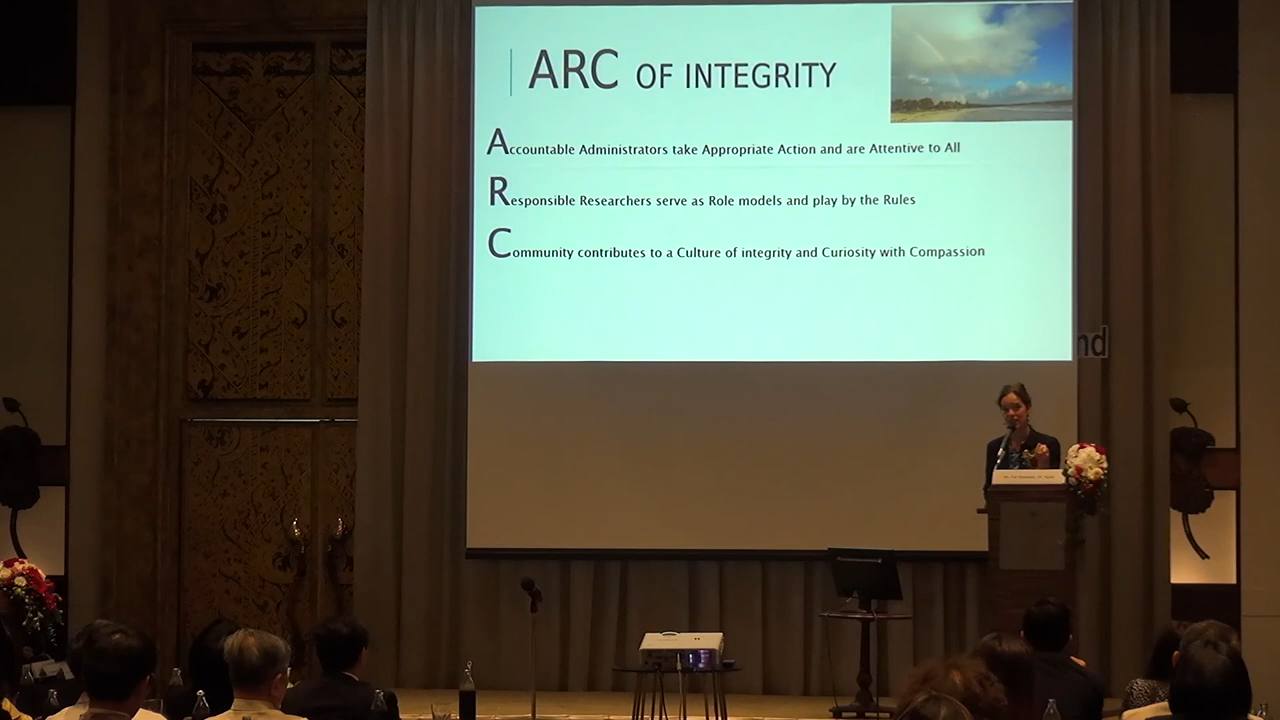 ARC OF INTEGRITY
Accountable Administrators take Appropriate Action and are Attentive to All
Responsible Researchers serve as Role models and play by the Rules
Community contributes to a Culture of integrity and Curiosity with Compassion
nd